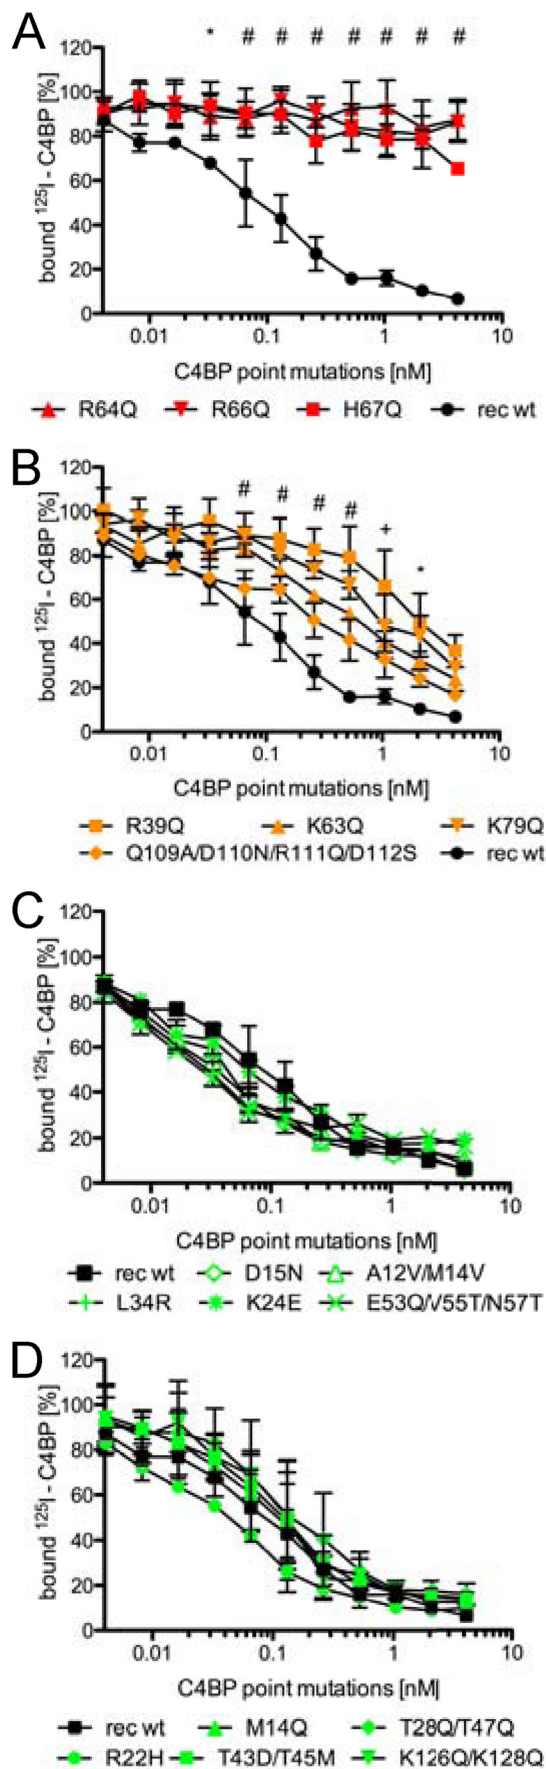 A
* # # # # # # #
120
100
80
60
40
20
0
bound 125I - C4BP [%]
0.01 0.1 1 10
C4BP point mutations [nM]
R64Q R66Q H67Q rec wt
B
# # # # + *
120
100
80
60
40
20
0
bound 125I - C4BP [%]
0.01 0.1 1 10
C4BP point mutations [nM]
R39Q K63Q K79Q
Q109A/D110N/R111Q/D112S rec wt
C
120
100
80
60
40
20
0
bound 125I - C4BP [%]
0.01 0.1 1 10
C4BP point mutations [nM]
rec wt D15N A12V/M14V
L34R K24E E53Q/V55T/N57T
D
120
100
80
60
40
20
0
bound 125I - C4BP [%]
0.01 0.1 1 10
C4BP point mutations [nM]
rec wt M14Q T28Q/T47Q
R22H T43D/T45M K126Q/K128Q